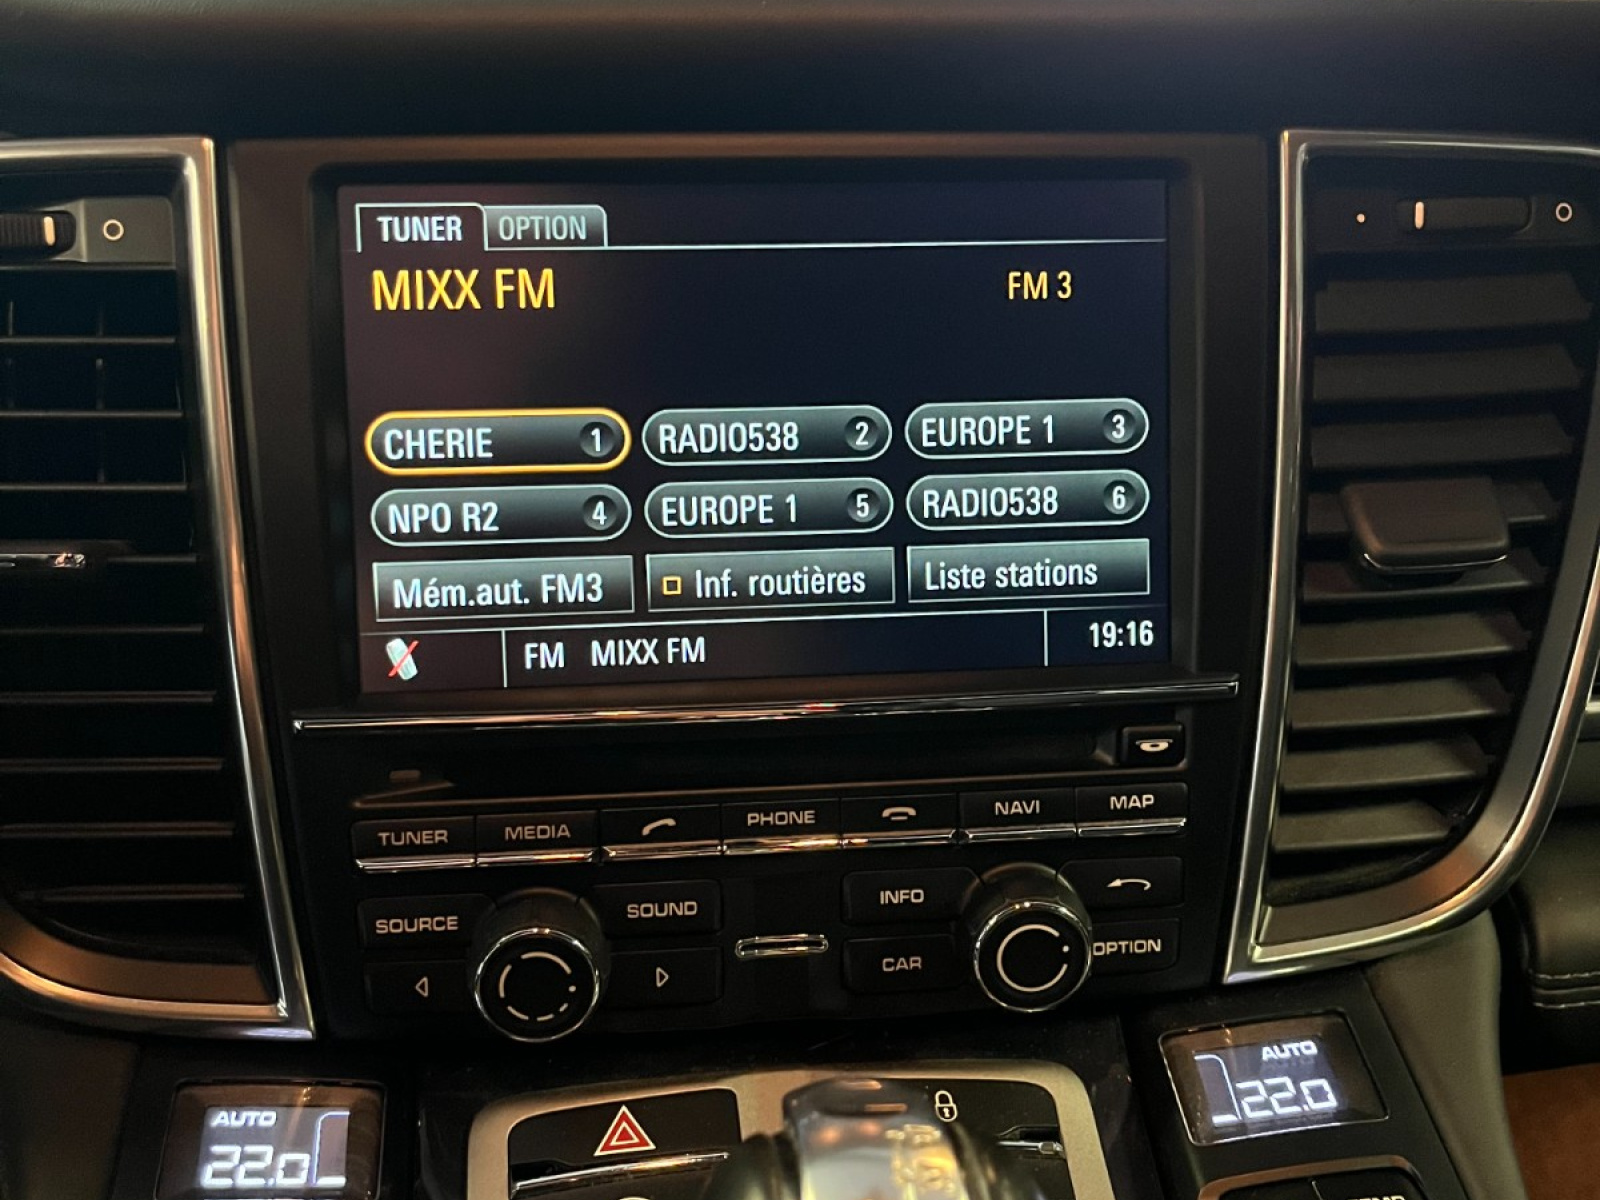 TUNER OPTION
MIXX FM FM 3
CHERIE 1 RADIO538 2 EUROPE 1 3
NPO R2 4 EUROPE 1 5 RADIO538 6
Mém.aut. FM3 Inf. routières Liste stations
FM MIXX FM 19:16
TUNER MEDIA PHONE NAVI MAP
SOURCE SOUND INFO
CAR OPTION
AUTO
22.0
AUTO
22.0